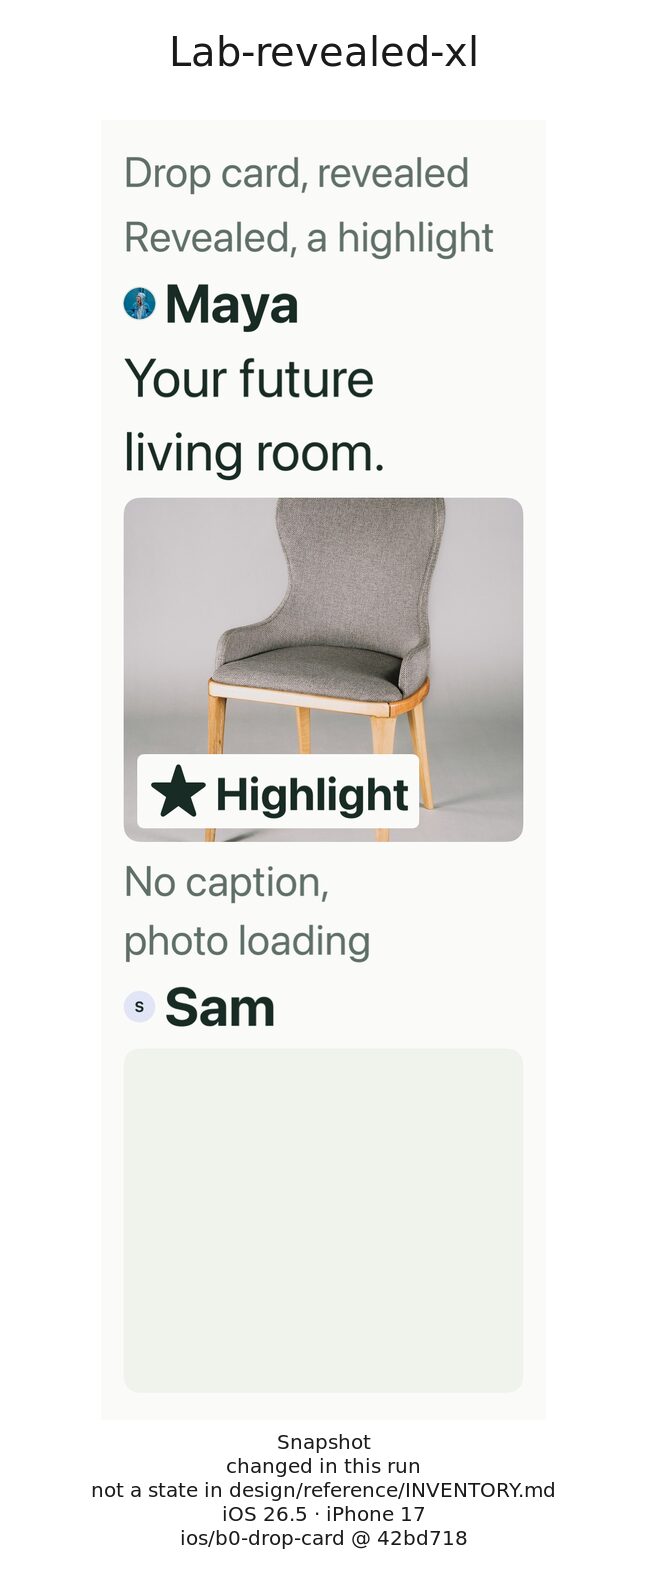 Lab-revealed-xl
Drop card, revealed
Revealed, a highlight
Maya
Your future
living room.
Highlight
No caption,
photo loading
S
Sam
Snapshot
changed in this run
not a state in design/reference/INVENTORY.md
iOS 26.5 · iPhone 17
ios/b0-drop-card @ 42bd718